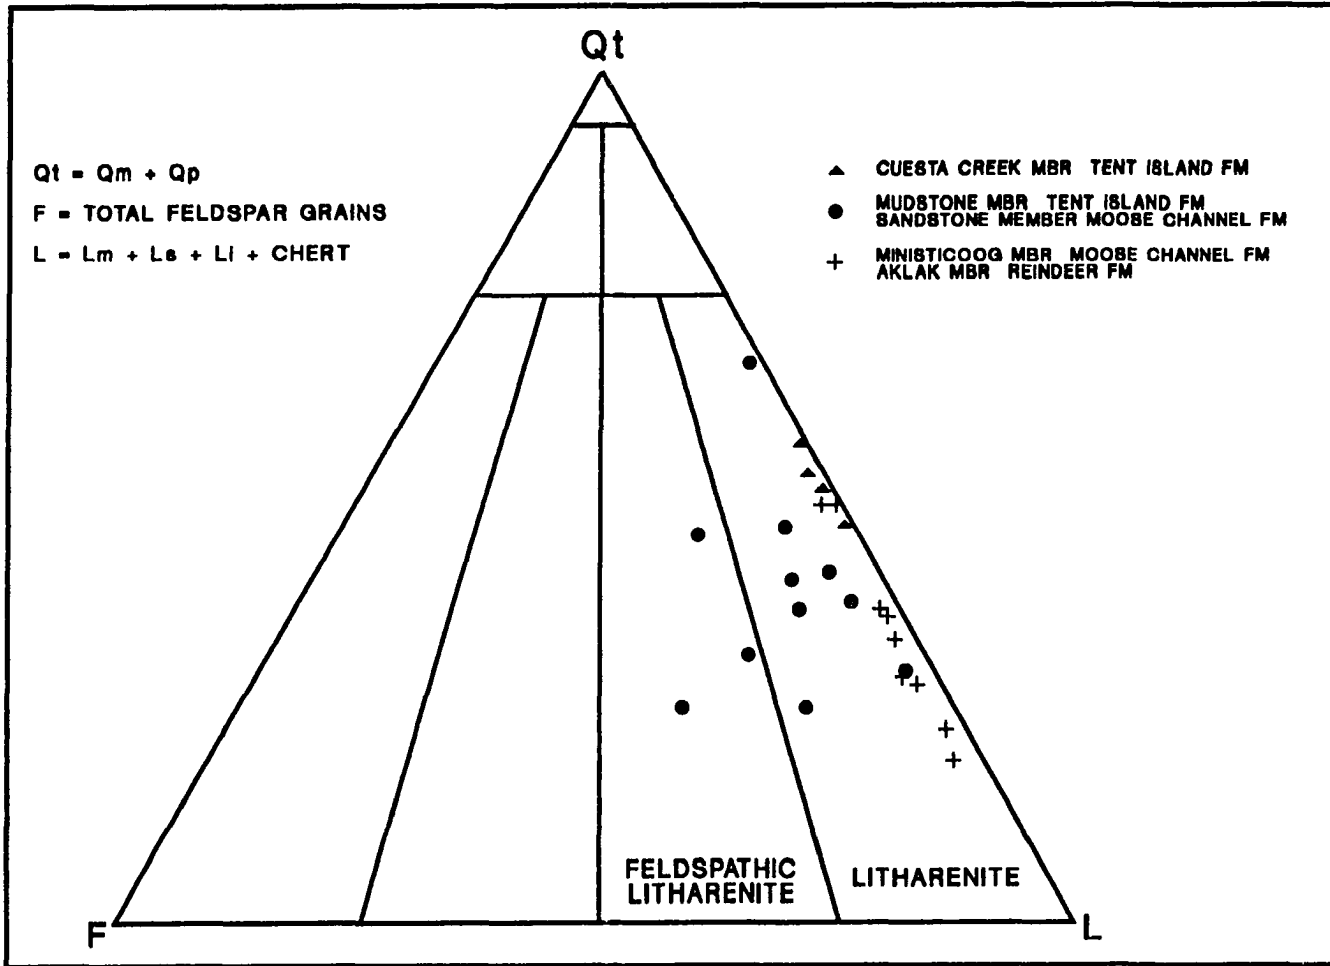 Qt
Qt = Qm + Qp
F = TOTAL FELDSPAR GRAINS
L = Lm + Ls + Li + CHERT
CUESTA CREEK MBR TENT ISLAND FM
MUDSTONE MBR TENT ISLAND FM
SANDSTONE MEMBER MOOSE CHANNEL FM
MINISTICOOG MBR MOOSE CHANNEL FM
AKLAK MBR REINDEER FM
FELDSPATHIC
LITHARENITE
LITHARENITE
F
L